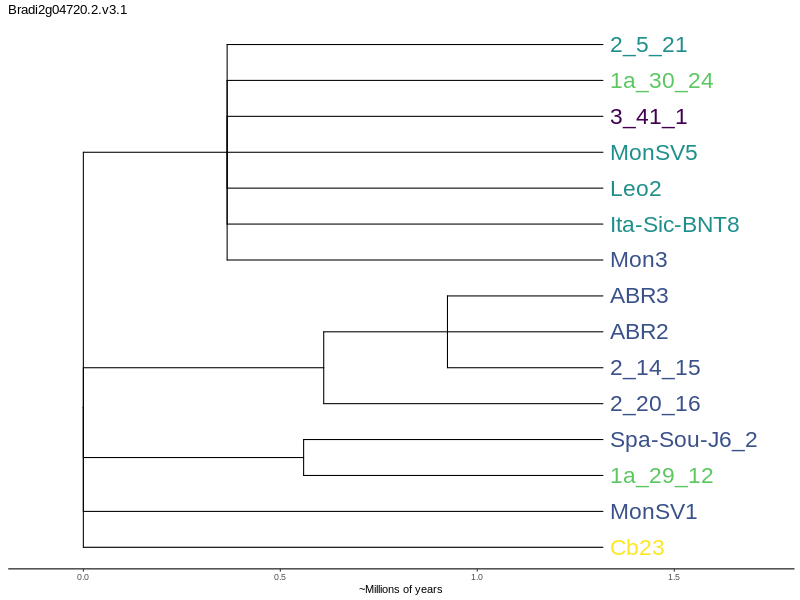 Bradi2g04720.2.v3.1
2_5_21
1a_30_24
3_41_1
MonSV5
Leo2
Ita-Sic-BNT8
Mon3
ABR3
ABR2
2_14_15
2_20_16
Spa-Sou-J6_2
1a_29_12
MonSV1
Cb23
0.0 0.5 1.0 1.5
~Millions of years